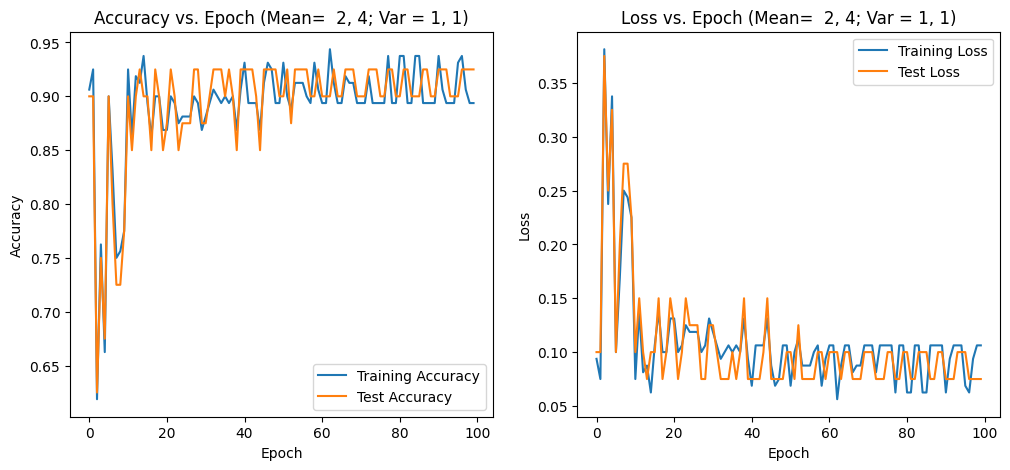 Accuracy vs. Epoch (Mean=  2, 4; Var = 1, 1)
0.95
0.90
0.85
0.80
0.75
0.70
0.65
Accuracy
Training Accuracy
Test Accuracy
0 20 40 60 80 100
Epoch
Loss vs. Epoch (Mean=  2, 4; Var = 1, 1)
Training Loss
Test Loss
0.35
0.30
0.25
0.20
0.15
0.10
0.05
Loss
0 20 40 60 80 100
Epoch